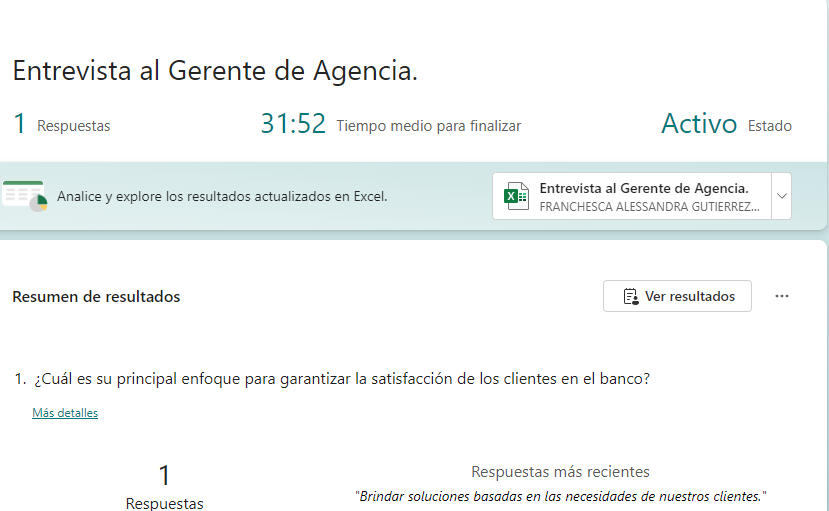 Entrevista al Gerente de Agencia.
1 Respuestas
31:52 Tiempo medio para finalizar
Activo Estado
Analice y explore los resultados actualizados en Excel.
Entrevista al Gerente de Agencia.
FRANCHESCA ALESSANDRA GUTIERREZ...
Resumen de resultados
Ver resultados
1. ¿Cuál es su principal enfoque para garantizar la satisfacción de los clientes en el banco?
Más detalles
1
Respuestas
Respuestas más recientes
"Brindar soluciones basadas en las necesidades de nuestros clientes."